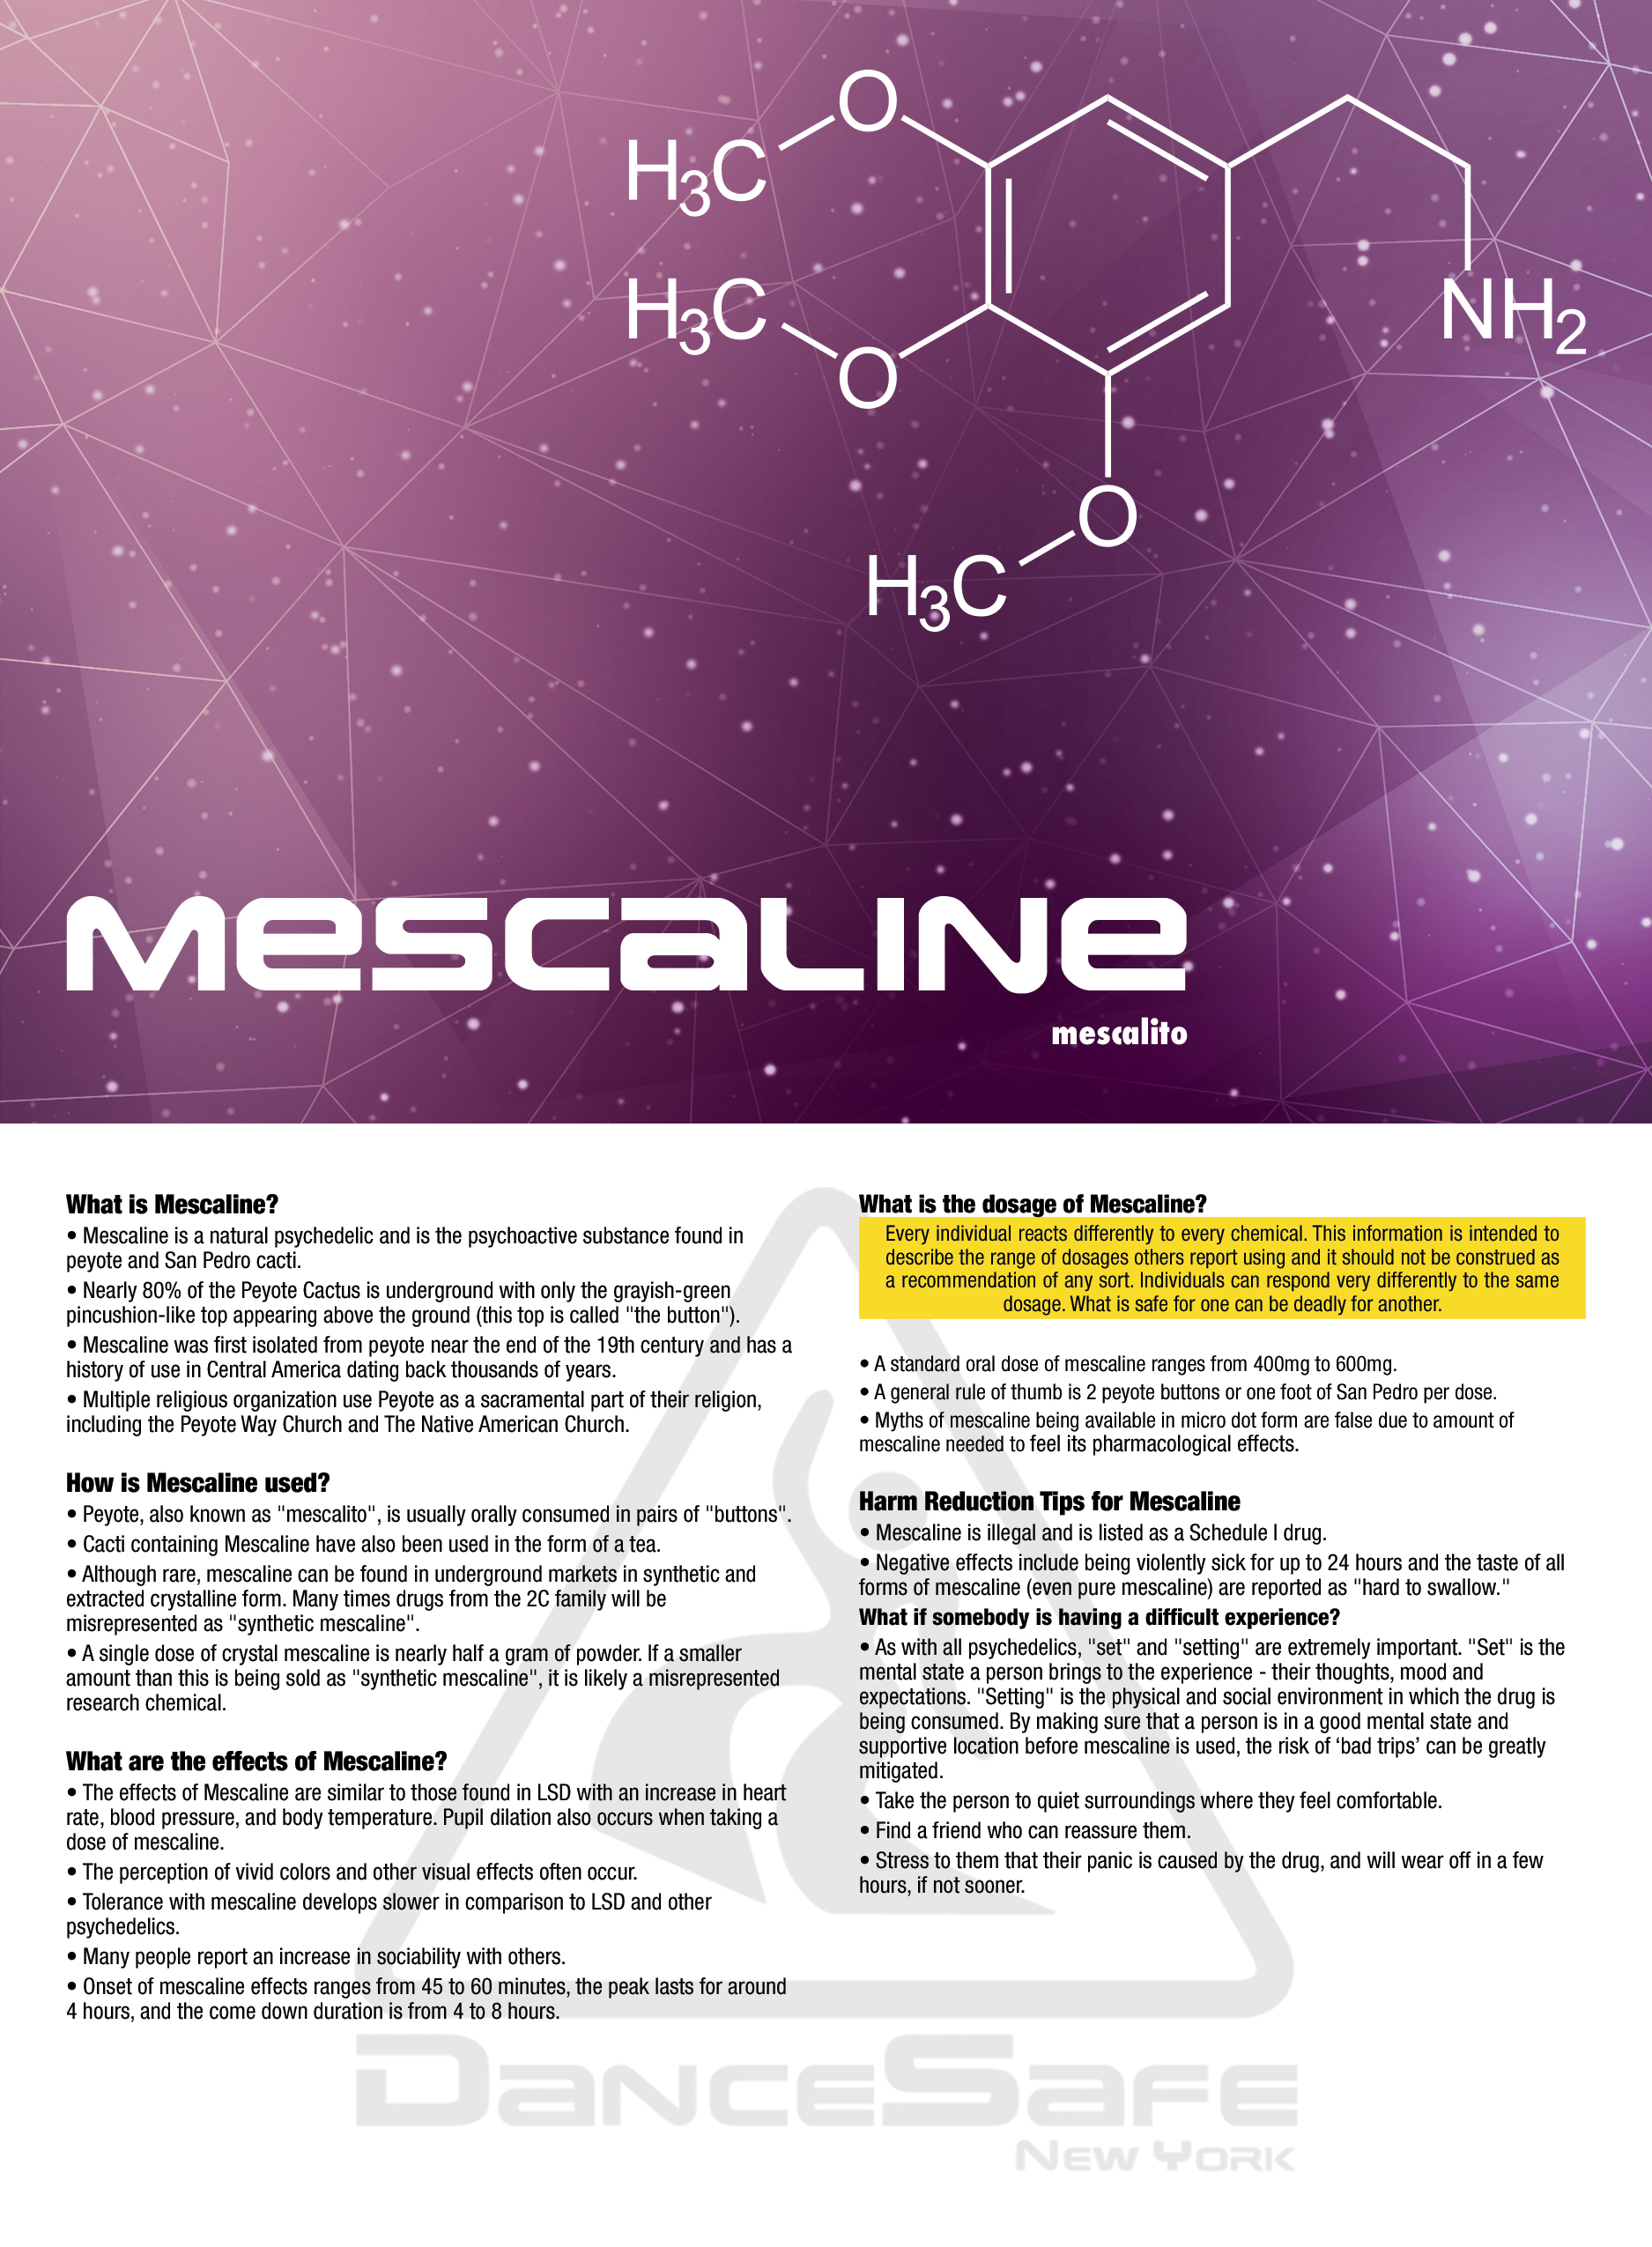 O
H3C
H3C
O
NH2
O
H3C
Mescaline
mescalito
What is Mescaline?
• Mescaline is a natural psychedelic and is the psychoactive substance found in
peyote and San Pedro cacti.
• Nearly 80% of the Peyote Cactus is underground with only the grayish-green
pincushion-like top appearing above the ground (this top is called "the button").
• Mescaline was first isolated from peyote near the end of the 19th century and has a
history of use in Central America dating back thousands of years.
• Multiple religious organization use Peyote as a sacramental part of their religion,
including the Peyote Way Church and The Native American Church.
How is Mescaline used?
• Peyote, also known as "mescalito", is usually orally consumed in pairs of "buttons".
• Cacti containing Mescaline have also been used in the form of a tea.
• Although rare, mescaline can be found in underground markets in synthetic and
extracted crystalline form. Many times drugs from the 2C family will be
misrepresented as "synthetic mescaline".
• A single dose of crystal mescaline is nearly half a gram of powder. If a smaller
amount than this is being sold as "synthetic mescaline", it is likely a misrepresented
research chemical.
What are the effects of Mescaline?
• The effects of Mescaline are similar to those found in LSD with an increase in heart
rate, blood pressure, and body temperature. Pupil dilation also occurs when taking a
dose of mescaline.
• The perception of vivid colors and other visual effects often occur.
• Tolerance with mescaline develops slower in comparison to LSD and other
psychedelics.
• Many people report an increase in sociability with others.
• Onset of mescaline effects ranges from 45 to 60 minutes, the peak lasts for around
4 hours, and the come down duration is from 4 to 8 hours.
What is the dosage of Mescaline?
Every individual reacts differently to every chemical. This information is intended to
describe the range of dosages others report using and it should not be construed as
a recommendation of any sort. Individuals can respond very differently to the same
dosage. What is safe for one can be deadly for another.
• A standard oral dose of mescaline ranges from 400mg to 600mg.
• A general rule of thumb is 2 peyote buttons or one foot of San Pedro per dose.
• Myths of mescaline being available in micro dot form are false due to amount of
mescaline needed to feel its pharmacological effects.
Harm Reduction Tips for Mescaline
• Mescaline is illegal and is listed as a Schedule I drug.
• Negative effects include being violently sick for up to 24 hours and the taste of all
forms of mescaline (even pure mescaline) are reported as "hard to swallow."
What if somebody is having a difficult experience?
• As with all psychedelics, "set" and "setting" are extremely important. "Set" is the
mental state a person brings to the experience - their thoughts, mood and
expectations. "Setting" is the physical and social environment in which the drug is
being consumed. By making sure that a person is in a good mental state and
supportive location before mescaline is used, the risk of ‘bad trips’ can be greatly
mitigated.
• Take the person to quiet surroundings where they feel comfortable.
• Find a friend who can reassure them.
• Stress to them that their panic is caused by the drug, and will wear off in a few
hours, if not sooner.
DanceSafe
New York